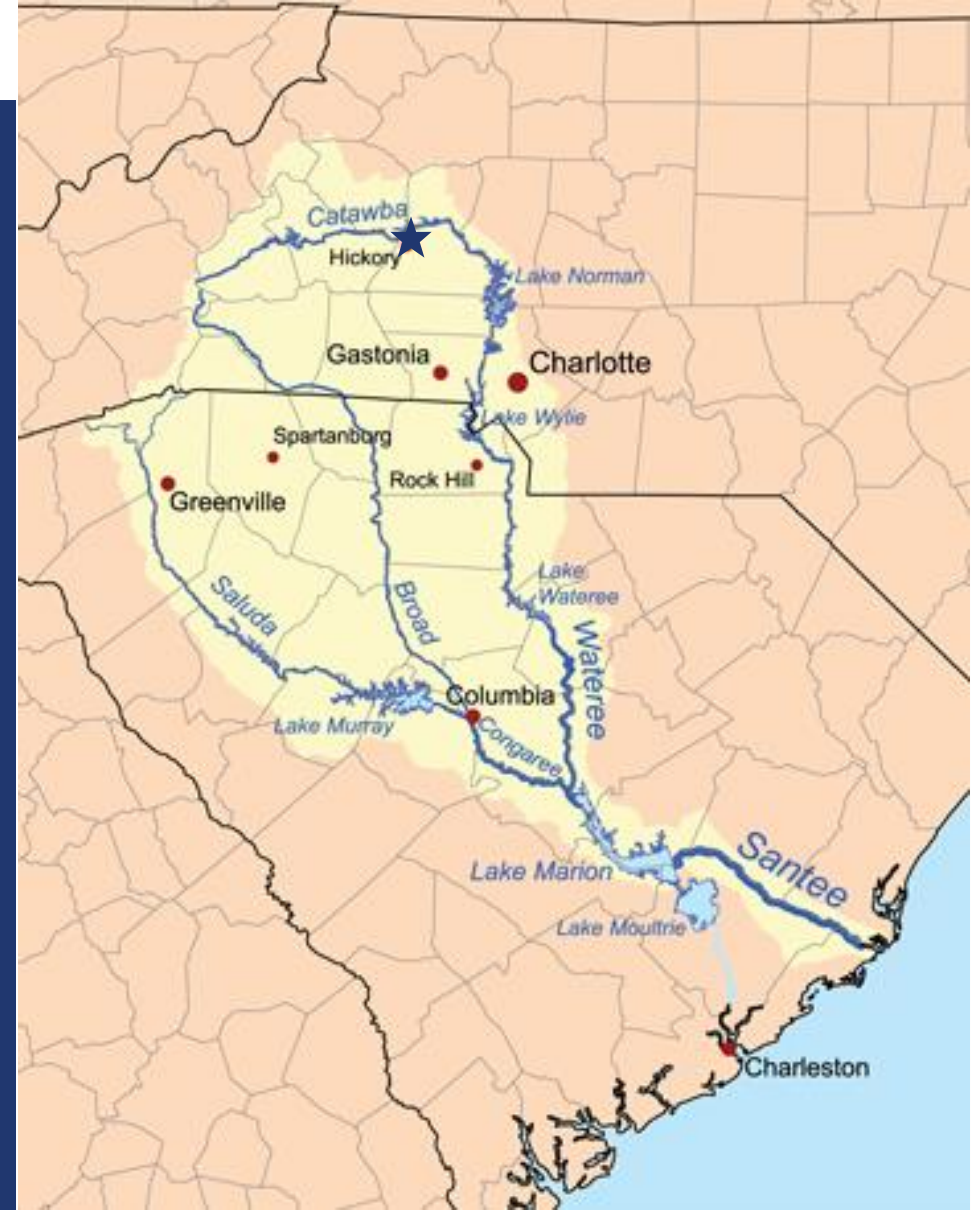 Catawba
Hickory
Lake Norman
Gastonia
Charlotte
Lake Wylie
Spartanburg
Rock Hill
Greenville
Lake
Wateree
Saluda
Broad
Wateree
Columbia
Lake Murray
Congaree
Santee
Lake Marion
Lake Moultrie
Charleston